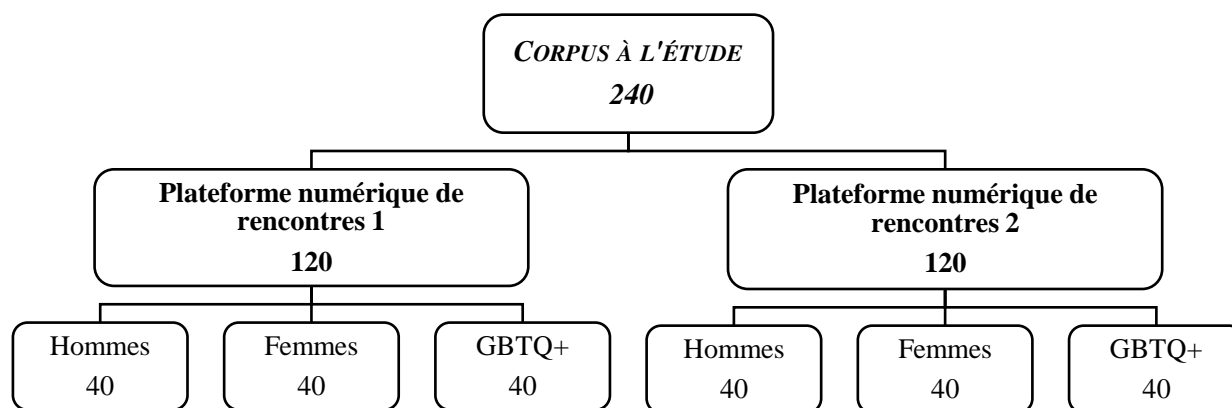 CORPUS À L'ÉTUDE
240
Plateforme numérique de
rencontres 1
120
Plateforme numérique de
rencontres 2
120
Hommes
40
Femmes
40
GBTQ+
40
Hommes
40
Femmes
40
GBTQ+
40